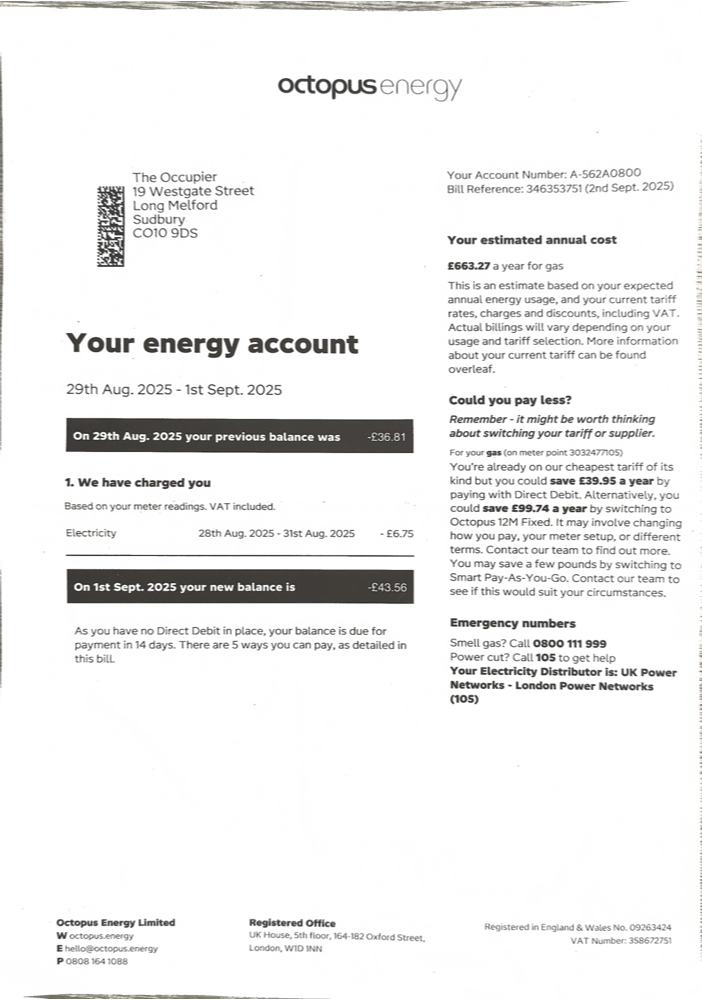 octopusenergy
The Occupier
19 Westgate Street
Long Melford
Sudbury
CO10 9DS
Your Account Number: A-562A0800
Bill Reference: 346353751 (2nd Sept. 2025)
Your energy account
29th Aug. 2025 - 1st Sept. 2025
On 29th Aug. 2025 your previous balance was -£36.81
1. We have charged you
Based on your meter readings. VAT included.
Electricity 28th Aug. 2025 - 31st Aug. 2025 - £6.75
On 1st Sept. 2025 your new balance is -£43.56
As you have no Direct Debit in place, your balance is due for
payment in 14 days. There are 5 ways you can pay, as detailed in
this bill.
Your estimated annual cost
£663.27 a year for gas
This is an estimate based on your expected
annual energy usage, and your current tariff
rates, charges and discounts, including VAT.
Actual billings will vary depending on your
usage and tariff selection. More information
about your current tariff can be found
overleaf.
Could you pay less?
Remember - it might be worth thinking
about switching your tariff or supplier.
For your gas (on meter point 3032477105)
You're already on our cheapest tariff of its
kind but you could save £39.95 a year by
paying with Direct Debit. Alternatively, you
could save £99.74 a year by switching to
Octopus 12M Fixed. It may involve changing
how you pay, your meter setup, or different
terms. Contact our team to find out more.
You may save a few pounds by switching to
Smart Pay-As-You-Go. Contact our team to
see if this would suit your circumstances.
Emergency numbers
Smell gas? Call 0800 111 999
Power cut? Call 105 to get help
Your Electricity Distributor is: UK Power
Networks - London Power Networks
(105)
Octopus Energy Limited
W octopus.energy
E hello@octopus.energy
P 0808 164 1088
Registered Office
UK House, 5th floor, 164-182 Oxford Street,
London, W1D 1NN
Registered in England & Wales No. 09263424
VAT Number: 358672751